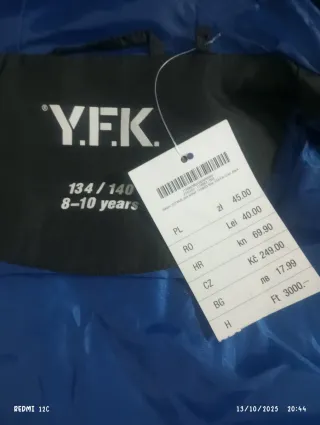 ®Y.F.K.
134 / 140
8–10 years
PL zł 45.00
RO Lei 40.00
HR kn 69.90
CZ Kč 249.00
BG лв 17.99
H Ft 3000,-
REDMI 12C
13/10/2025 20:44